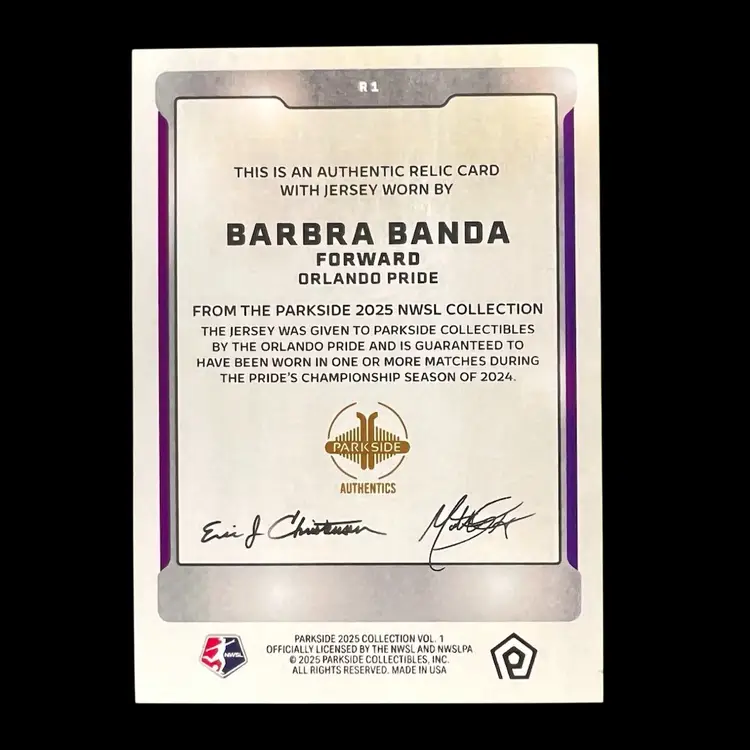 R1
THIS IS AN AUTHENTIC RELIC CARD
WITH JERSEY WORN BY
BARBRA BANDA
FORWARD
ORLANDO PRIDE
FROM THE PARKSIDE 2025 NWSL COLLECTION
THE JERSEY WAS GIVEN TO PARKSIDE COLLECTIBLES
BY THE ORLANDO PRIDE AND IS GUARANTEED TO
HAVE BEEN WORN IN ONE OR MORE MATCHES DURING
THE PRIDE'S CHAMPIONSHIP SEASON OF 2024.
PARKSIDE
AUTHENTICS
Eric J Christensen
NWSL
PARKSIDE 2025 COLLECTION VOL. 1
OFFICIALLY LICENSED BY THE NWSL AND NWSLPA
© 2025 PARKSIDE COLLECTIBLES, INC.
ALL RIGHTS RESERVED. MADE IN USA